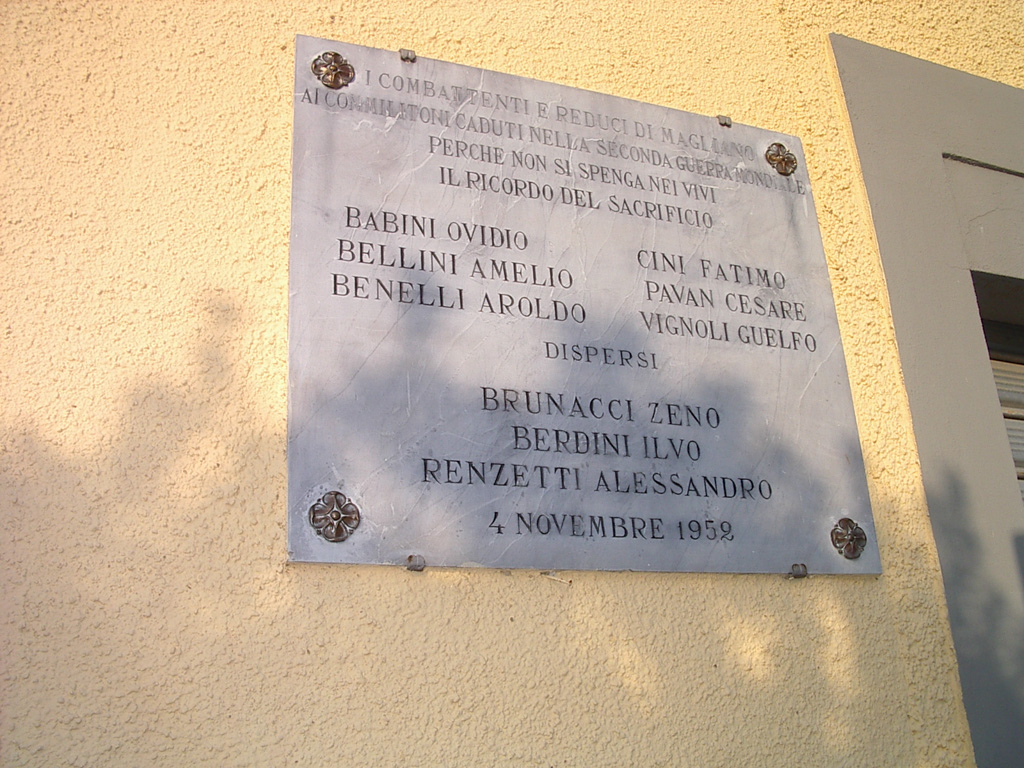 I COMBATTENTI E REDUCI DI MAGLIANO
AI COMMILITONI CADUTI NELLA SECONDA GUERRA MONDIALE
PERCHE NON SI SPENGA NEI VIVI
IL RICORDO DEL SACRIFICIO
BABINI OVIDIO
BELLINI AMELIO
BENELLI AROLDO
CINI FATIMO
PAVAN CESARE
VIGNOLI GUELFO
DISPERSI
BRUNACCI ZENO
BERDINI ILVO
RENZETTI ALESSANDRO
4 NOVEMBRE 1952